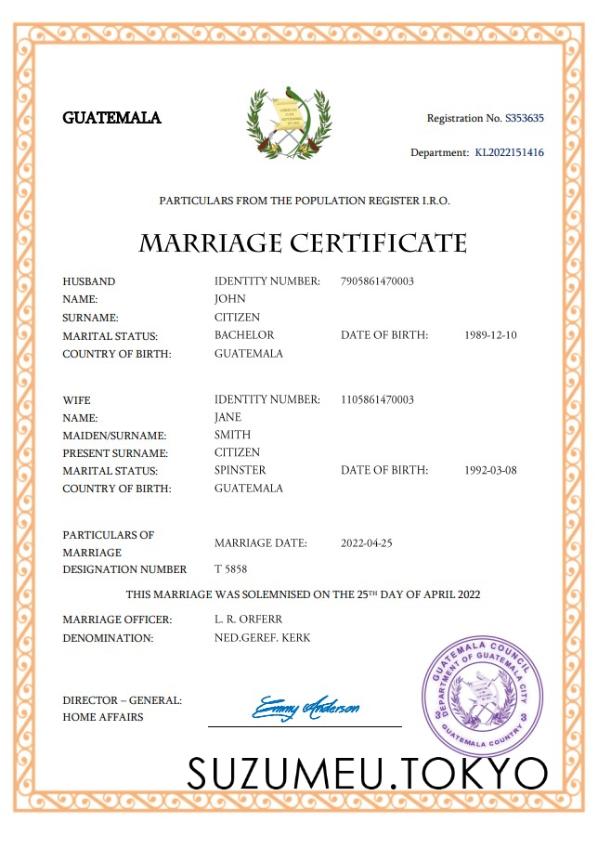 GUATEMALA
Registration No. S353635
Department: KL2022151416
PARTICULARS FROM THE POPULATION REGISTER I.R.O.
MARRIAGE CERTIFICATE
HUSBAND IDENTITY NUMBER: 7905861470003
NAME: JOHN
SURNAME: CITIZEN
MARITAL STATUS: BACHELOR DATE OF BIRTH: 1989-12-10
COUNTRY OF BIRTH: GUATEMALA
WIFE IDENTITY NUMBER: 1105861470003
NAME: JANE
MAIDEN/SURNAME: SMITH
PRESENT SURNAME: CITIZEN
MARITAL STATUS: SPINSTER DATE OF BIRTH: 1992-03-08
COUNTRY OF BIRTH: GUATEMALA
PARTICULARS OF
MARRIAGE MARRIAGE DATE: 2022-04-25
DESIGNATION NUMBER T 5858
THIS MARRIAGE WAS SOLEMNISED ON THE 25TH DAY OF APRIL 2022
MARRIAGE OFFICER: L. R. ORFERR
DENOMINATION: NED.GEREF. KERK
DIRECTOR – GENERAL:
HOME AFFAIRS
Emmy Anderson
GUATEMALA COUNCIL
DEPARTMENT OF GUATEMALA CITY
3 3
GUATEMALA COUNTRY
SUZUMEU.TOKYO